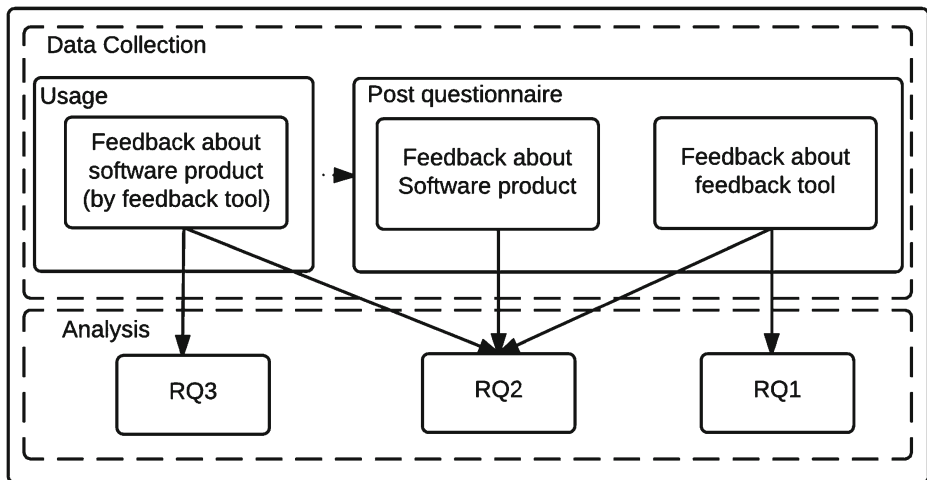 Data Collection
Usage
Feedback about
software product
(by feedback tool)
Post questionnaire
Feedback about
Software product
Feedback about
feedback tool
Analysis
RQ3
RQ2
RQ1